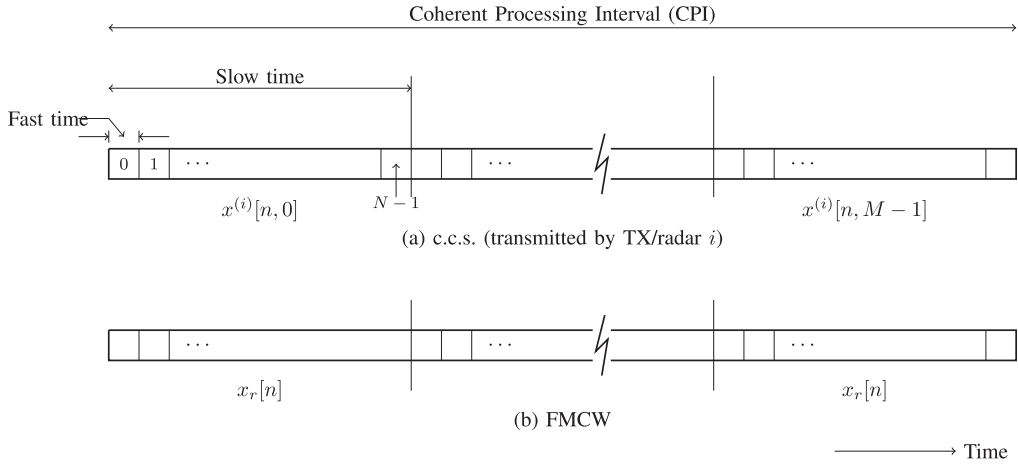 Coherent Processing Interval (CPI)
Slow time
Fast time
0 1 ··· ··· ···
N − 1
x^{(i)}[n, 0] x^{(i)}[n, M − 1]
(a) c.c.s. (transmitted by TX/radar i)
··· ··· ···
x_r[n] x_r[n]
(b) FMCW
Time